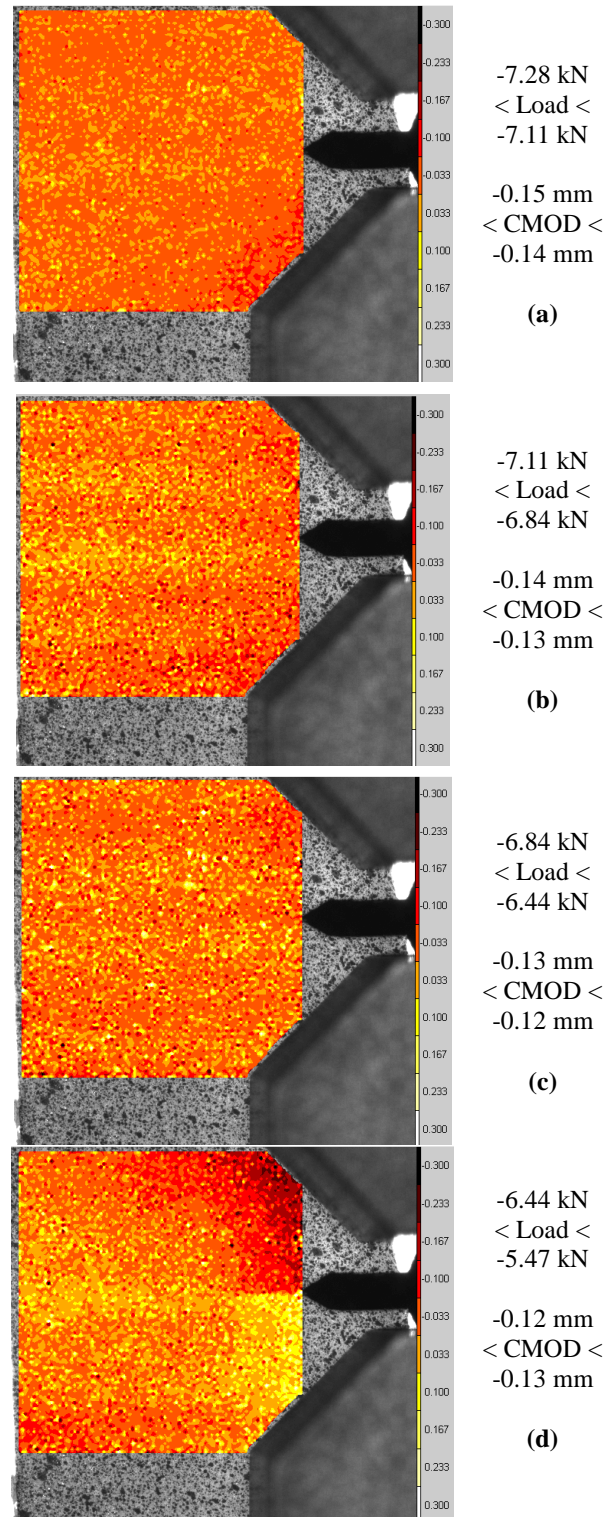 -0.300
-0.233
-0.167
-0.100
-0.033
0.033
0.100
0.167
0.233
0.300
-7.28 kN
< Load <
-7.11 kN
-0.15 mm
< CMOD <
-0.14 mm
(a)
-0.300
-0.233
-0.167
-0.100
-0.033
0.033
0.100
0.167
0.233
0.300
-7.11 kN
< Load <
-6.84 kN
-0.14 mm
< CMOD <
-0.13 mm
(b)
-0.300
-0.233
-0.167
-0.100
-0.033
0.033
0.100
0.167
0.233
0.300
-6.84 kN
< Load <
-6.44 kN
-0.13 mm
< CMOD <
-0.12 mm
(c)
-0.300
-0.233
-0.167
-0.100
-0.033
0.033
0.100
0.167
0.233
0.300
-6.44 kN
< Load <
-5.47 kN
-0.12 mm
< CMOD <
-0.13 mm
(d)